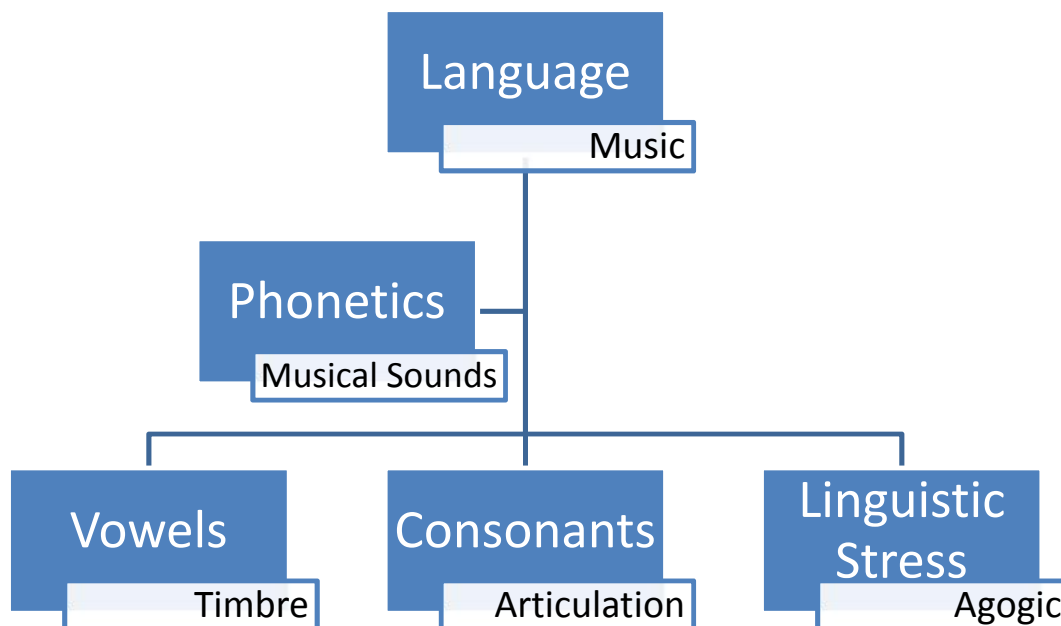 Language
Music
Phonetics
Musical Sounds
Vowels
Timbre
Consonants
Articulation
Linguistic
Stress
Agogic